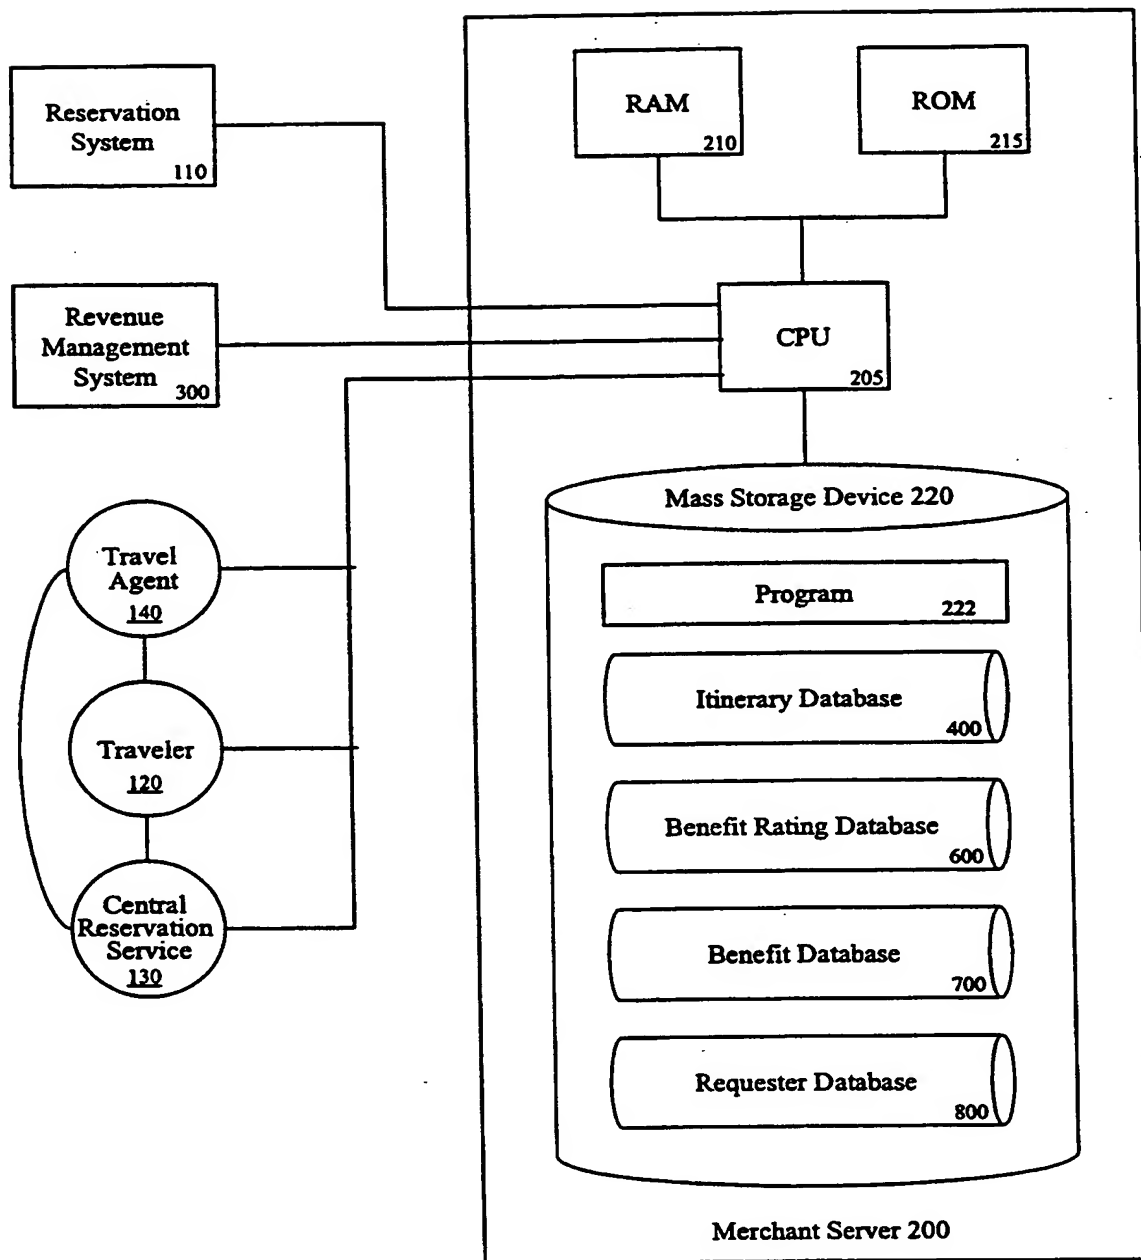 Reservation
System
110
Revenue
Management
System
300
Travel
Agent
140
Traveler
120
Central
Reservation
Service
130
RAM
210
ROM
215
CPU
205
Mass Storage Device 220
Program
222
Itinerary Database
400
Benefit Rating Database
600
Benefit Database
700
Requester Database
800
Merchant Server 200